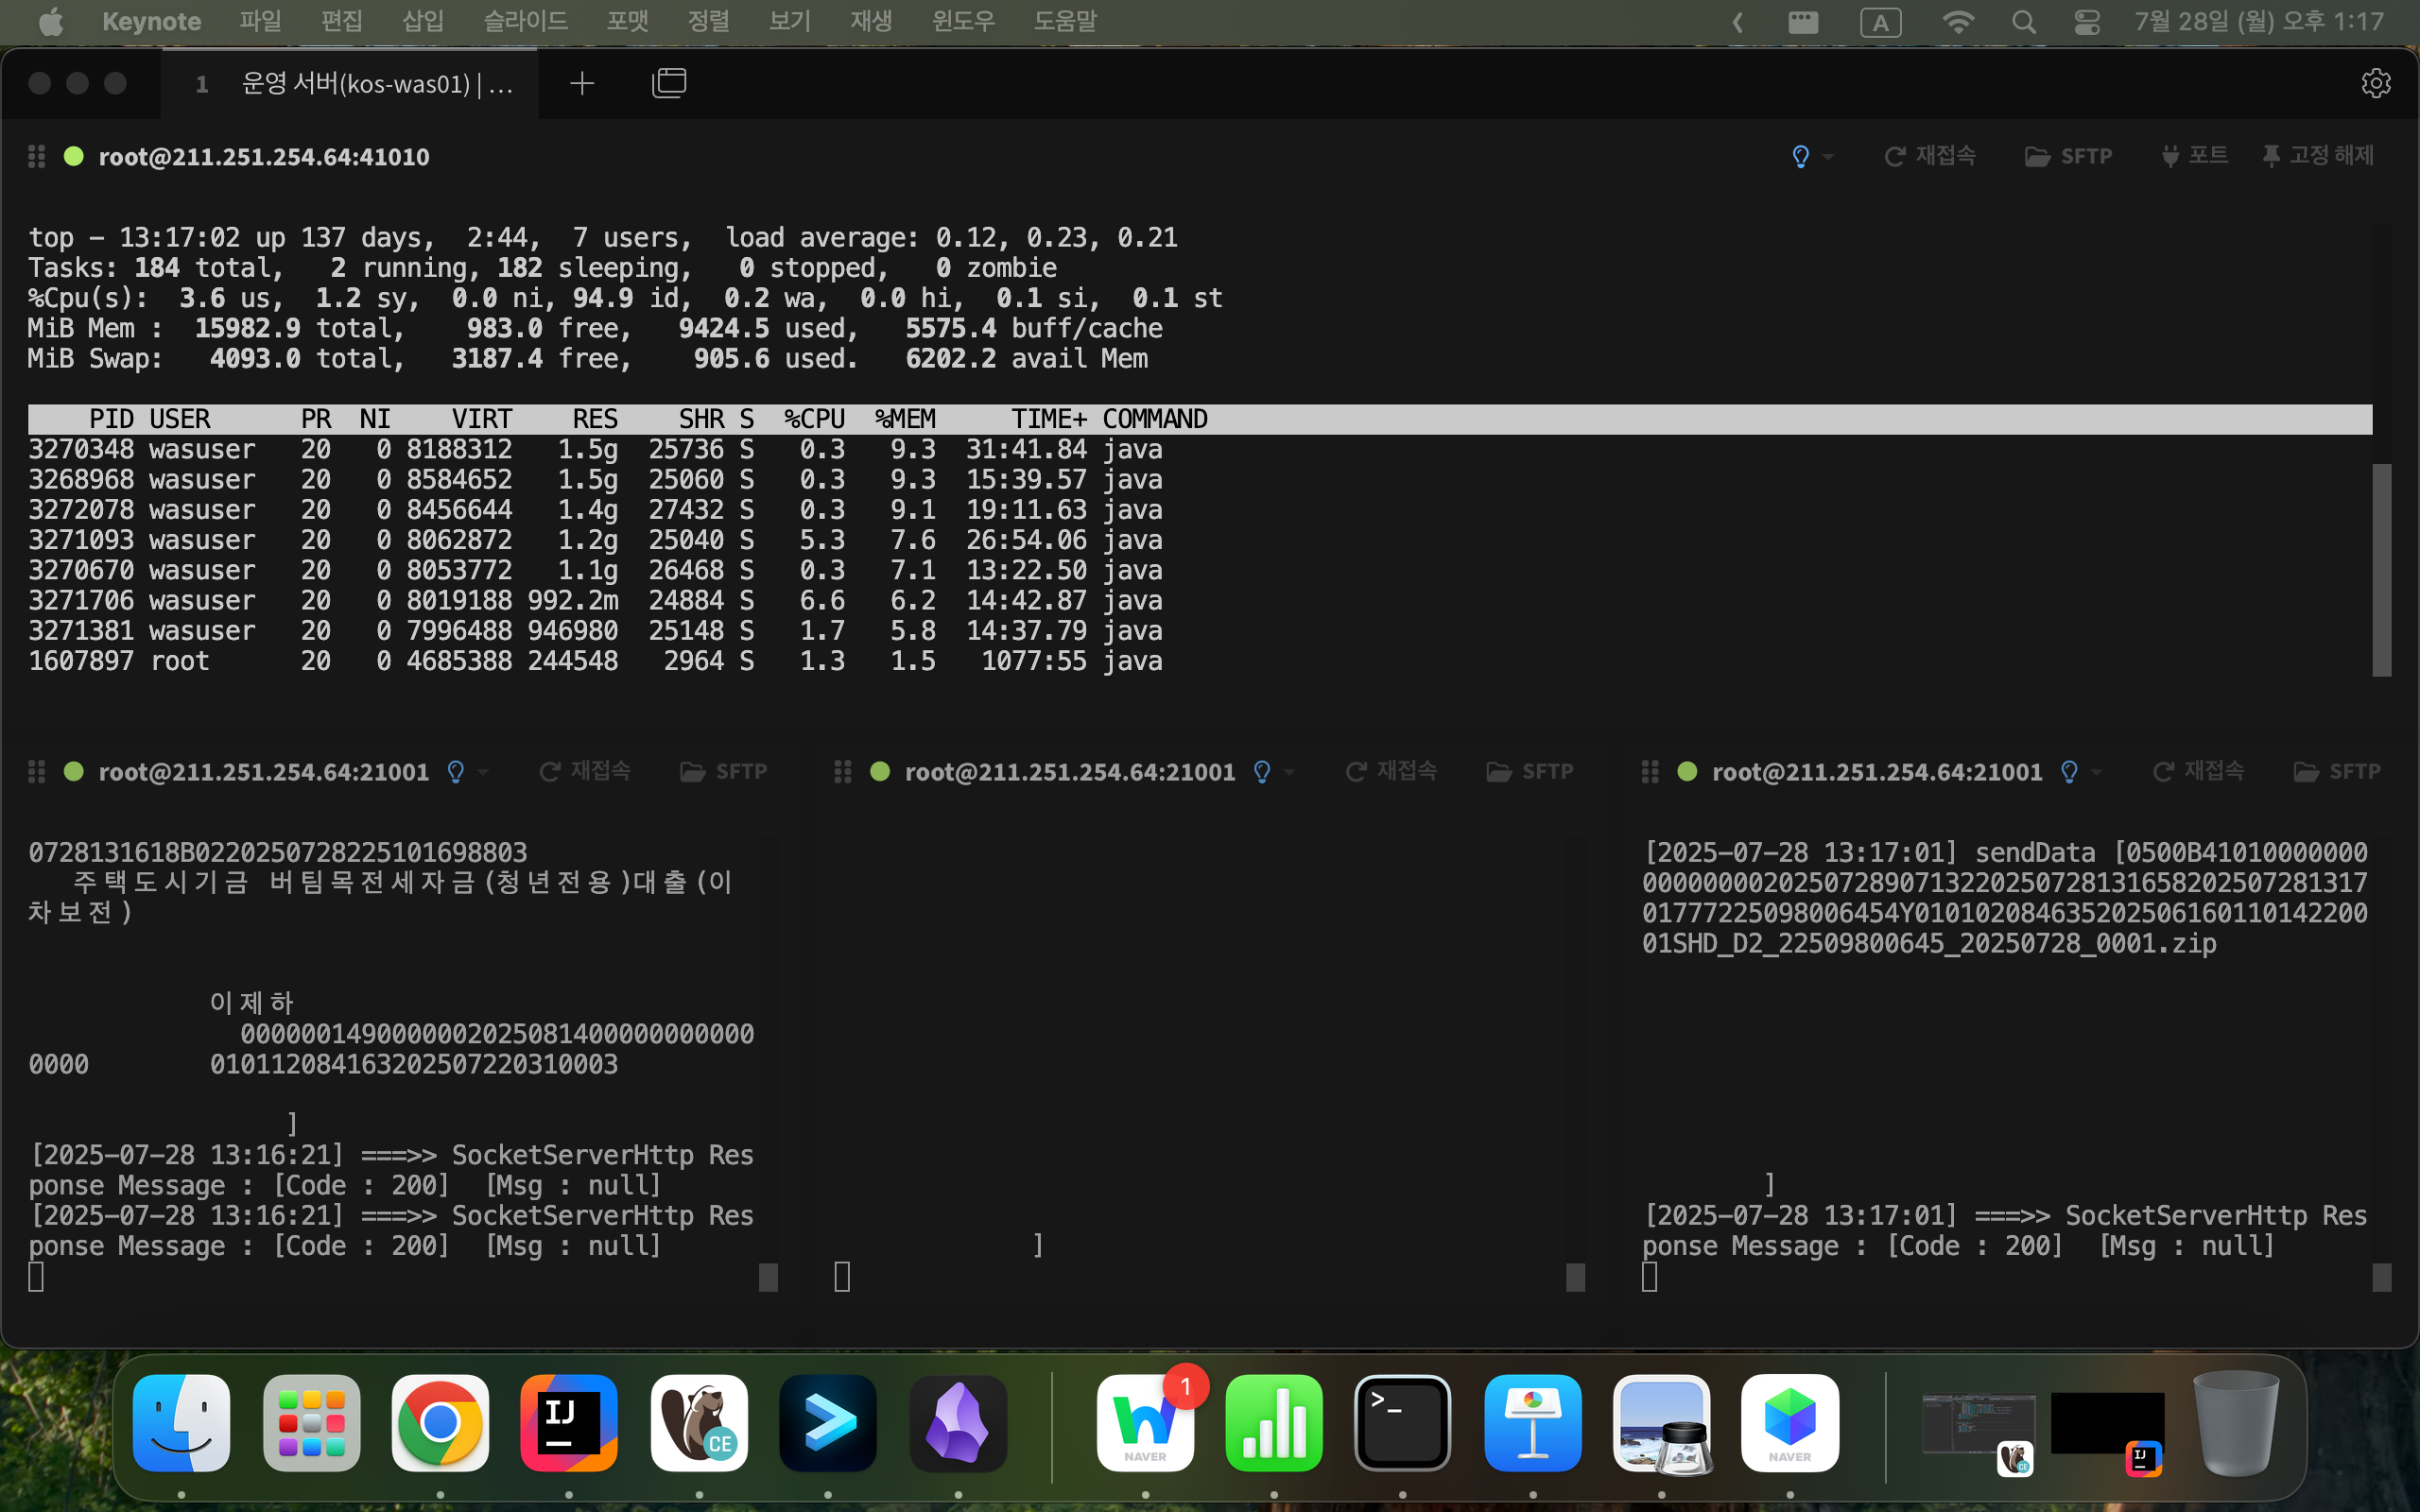 Keynote 파일 편집 삽입 슬라이드 포맷 정렬 보기 재생 윈도우 도움말 A 7월 28일 (월) 오후 1:17
1 운영 서버(kos-was01) | ...
root@211.251.254.64:41010 재접속 SFTP 포트 고정 해제
top - 13:17:02 up 137 days, 2:44, 7 users, load average: 0.12, 0.23, 0.21
Tasks: 184 total, 2 running, 182 sleeping, 0 stopped, 0 zombie
%Cpu(s): 3.6 us, 1.2 sy, 0.0 ni, 94.9 id, 0.2 wa, 0.0 hi, 0.1 si, 0.1 st
MiB Mem : 15982.9 total, 983.0 free, 9424.5 used, 5575.4 buff/cache
MiB Swap: 4093.0 total, 3187.4 free, 905.6 used. 6202.2 avail Mem
PID USER PR NI VIRT RES SHR S %CPU %MEM TIME+ COMMAND
3270348 wasuser 20 0 8188312 1.5g 25736 S 0.3 9.3 31:41.84 java
3268968 wasuser 20 0 8584652 1.5g 25060 S 0.3 9.3 15:39.57 java
3272078 wasuser 20 0 8456644 1.4g 27432 S 0.3 9.1 19:11.63 java
3271093 wasuser 20 0 8062872 1.2g 25040 S 5.3 7.6 26:54.06 java
3270670 wasuser 20 0 8053772 1.1g 26468 S 0.3 7.1 13:22.50 java
3271706 wasuser 20 0 8019188 992.2m 24884 S 6.6 6.2 14:42.87 java
3271381 wasuser 20 0 7996488 946980 25148 S 1.7 5.8 14:37.79 java
1607897 root 20 0 4685388 244548 2964 S 1.3 1.5 1077:55 java
root@211.251.254.64:21001 재접속 SFTP
0728131618B0220250728225101698803
주택도시기금 버팀목전세자금(청년전용)대출(이
차보전)
이제하
0000001490000002025081400000000000
0000 010112084163202507220310003
]
[2025-07-28 13:16:21] ===>> SocketServerHttp Res
ponse Message : [Code : 200] [Msg : null]
[2025-07-28 13:16:21] ===>> SocketServerHttp Res
ponse Message : [Code : 200] [Msg : null]
root@211.251.254.64:21001 재접속 SFTP
]
root@211.251.254.64:21001 재접속 SFTP
[2025-07-28 13:17:01] sendData [0500B41010000000
000000002025072890713220250728131658202507281317
01777225098006454Y010102084635202506160110142200
01SHD_D2_22509800645_20250728_0001.zip
]
[2025-07-28 13:17:01] ===>> SocketServerHttp Res
ponse Message : [Code : 200] [Msg : null]
IJ
CE
NAVER
1
>_
NAVER
CE
IJ